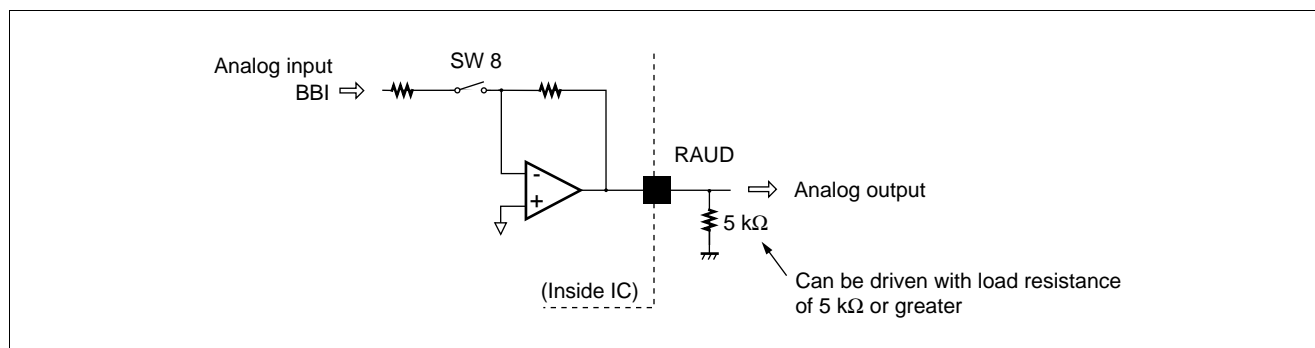 Analog input
BBI
SW 8
-
+
RAUD
Analog output
5 kΩ
(Inside IC)
Can be driven with load resistance
of 5 kΩ or greater